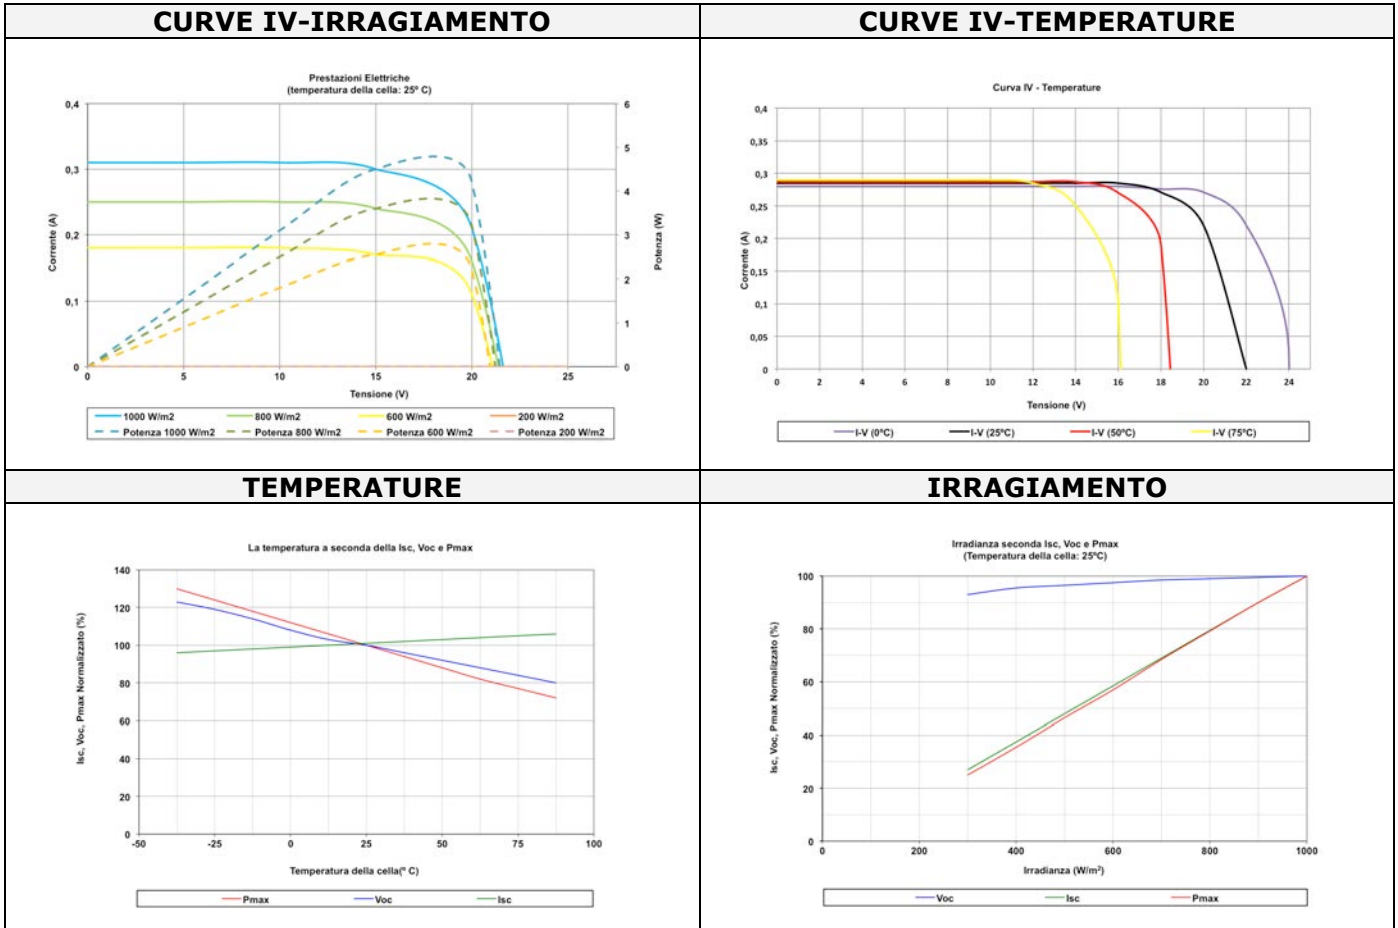 CURVE IV-IRRAGIAMENTO
CURVE IV-TEMPERATURE
Prestazioni Elettriche
(temperatura della cella: 25º C)
0,4
0,3
0,2
0,1
0
6
5
4
3
2
1
0
Corrente (A)
Potenza (W)
0 5 10 15 20 25
Tensione (V)
1000 W/m2 800 W/m2 600 W/m2 200 W/m2
Potenza 1000 W/m2 Potenza 800 W/m2 Potenza 600 W/m2 Potenza 200 W/m2
Curva IV - Temperature
0,4
0,35
0,3
0,25
0,2
0,15
0,1
0,05
0
Corrente (A)
0 2 4 6 8 10 12 14 16 18 20 22 24
Tensione (V)
I-V (0ºC) I-V (25ºC) I-V (50ºC) I-V (75ºC)
TEMPERATURE
IRRAGIAMENTO
La temperatura a seconda della Isc, Voc e Pmax
140
120
100
80
60
40
20
0
Isc, Voc, Pmax Normalizzato (%)
-50 -25 0 25 50 75 100
Temperatura della cella(º C)
Pmax Voc Isc
Irradianza seconda Isc, Voc e Pmax
(Temperatura della cella: 25ºC)
100
80
60
40
20
0
Isc, Voc, Pmax Normalizzato (%)
0 200 400 600 800 1000
Irradianza (W/m²)
Voc Isc Pmax